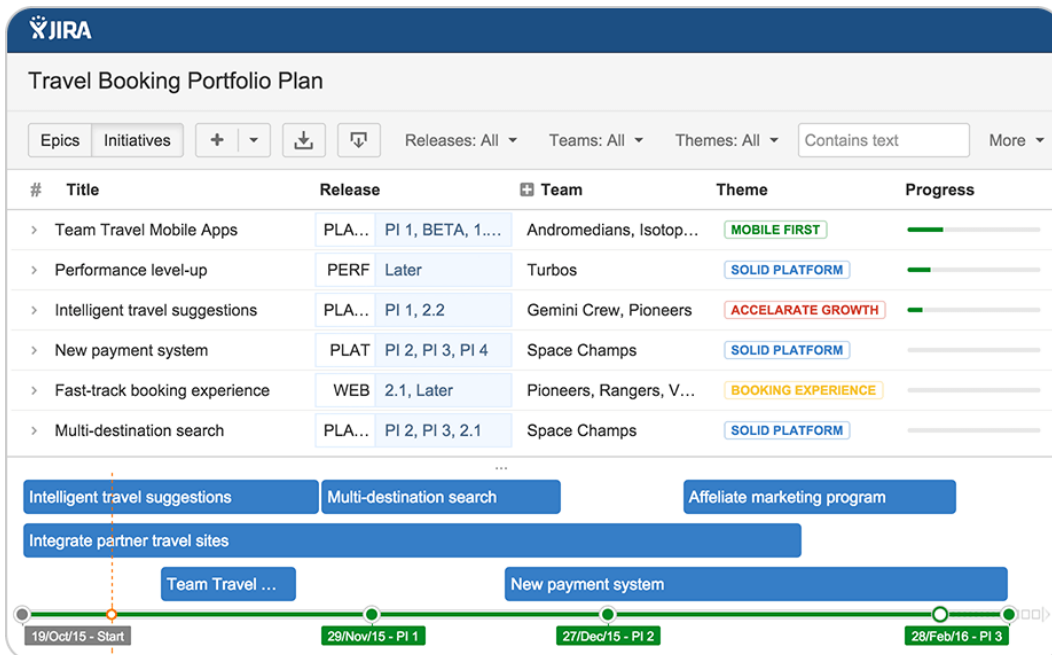 JIRA
Travel Booking Portfolio Plan
Epics Initiatives Releases: All Teams: All Themes: All Contains text More
# Title Release Team Theme Progress
Team Travel Mobile Apps PLA... PI 1, BETA, 1.... Andromedians, Isotop... MOBILE FIRST
Performance level-up PERF Later Turbos SOLID PLATFORM
Intelligent travel suggestions PLA... PI 1, 2.2 Gemini Crew, Pioneers ACCELARATE GROWTH
New payment system PLAT PI 2, PI 3, PI 4 Space Champs SOLID PLATFORM
Fast-track booking experience WEB 2.1, Later Pioneers, Rangers, V... BOOKING EXPERIENCE
Multi-destination search PLA... PI 2, PI 3, 2.1 Space Champs SOLID PLATFORM
...
Intelligent travel suggestions Multi-destination search Affeliate marketing program
Integrate partner travel sites
Team Travel ... New payment system
19/Oct/15 - Start 29/Nov/15 - PI 1 27/Dec/15 - PI 2 28/Feb/16 - PI 3